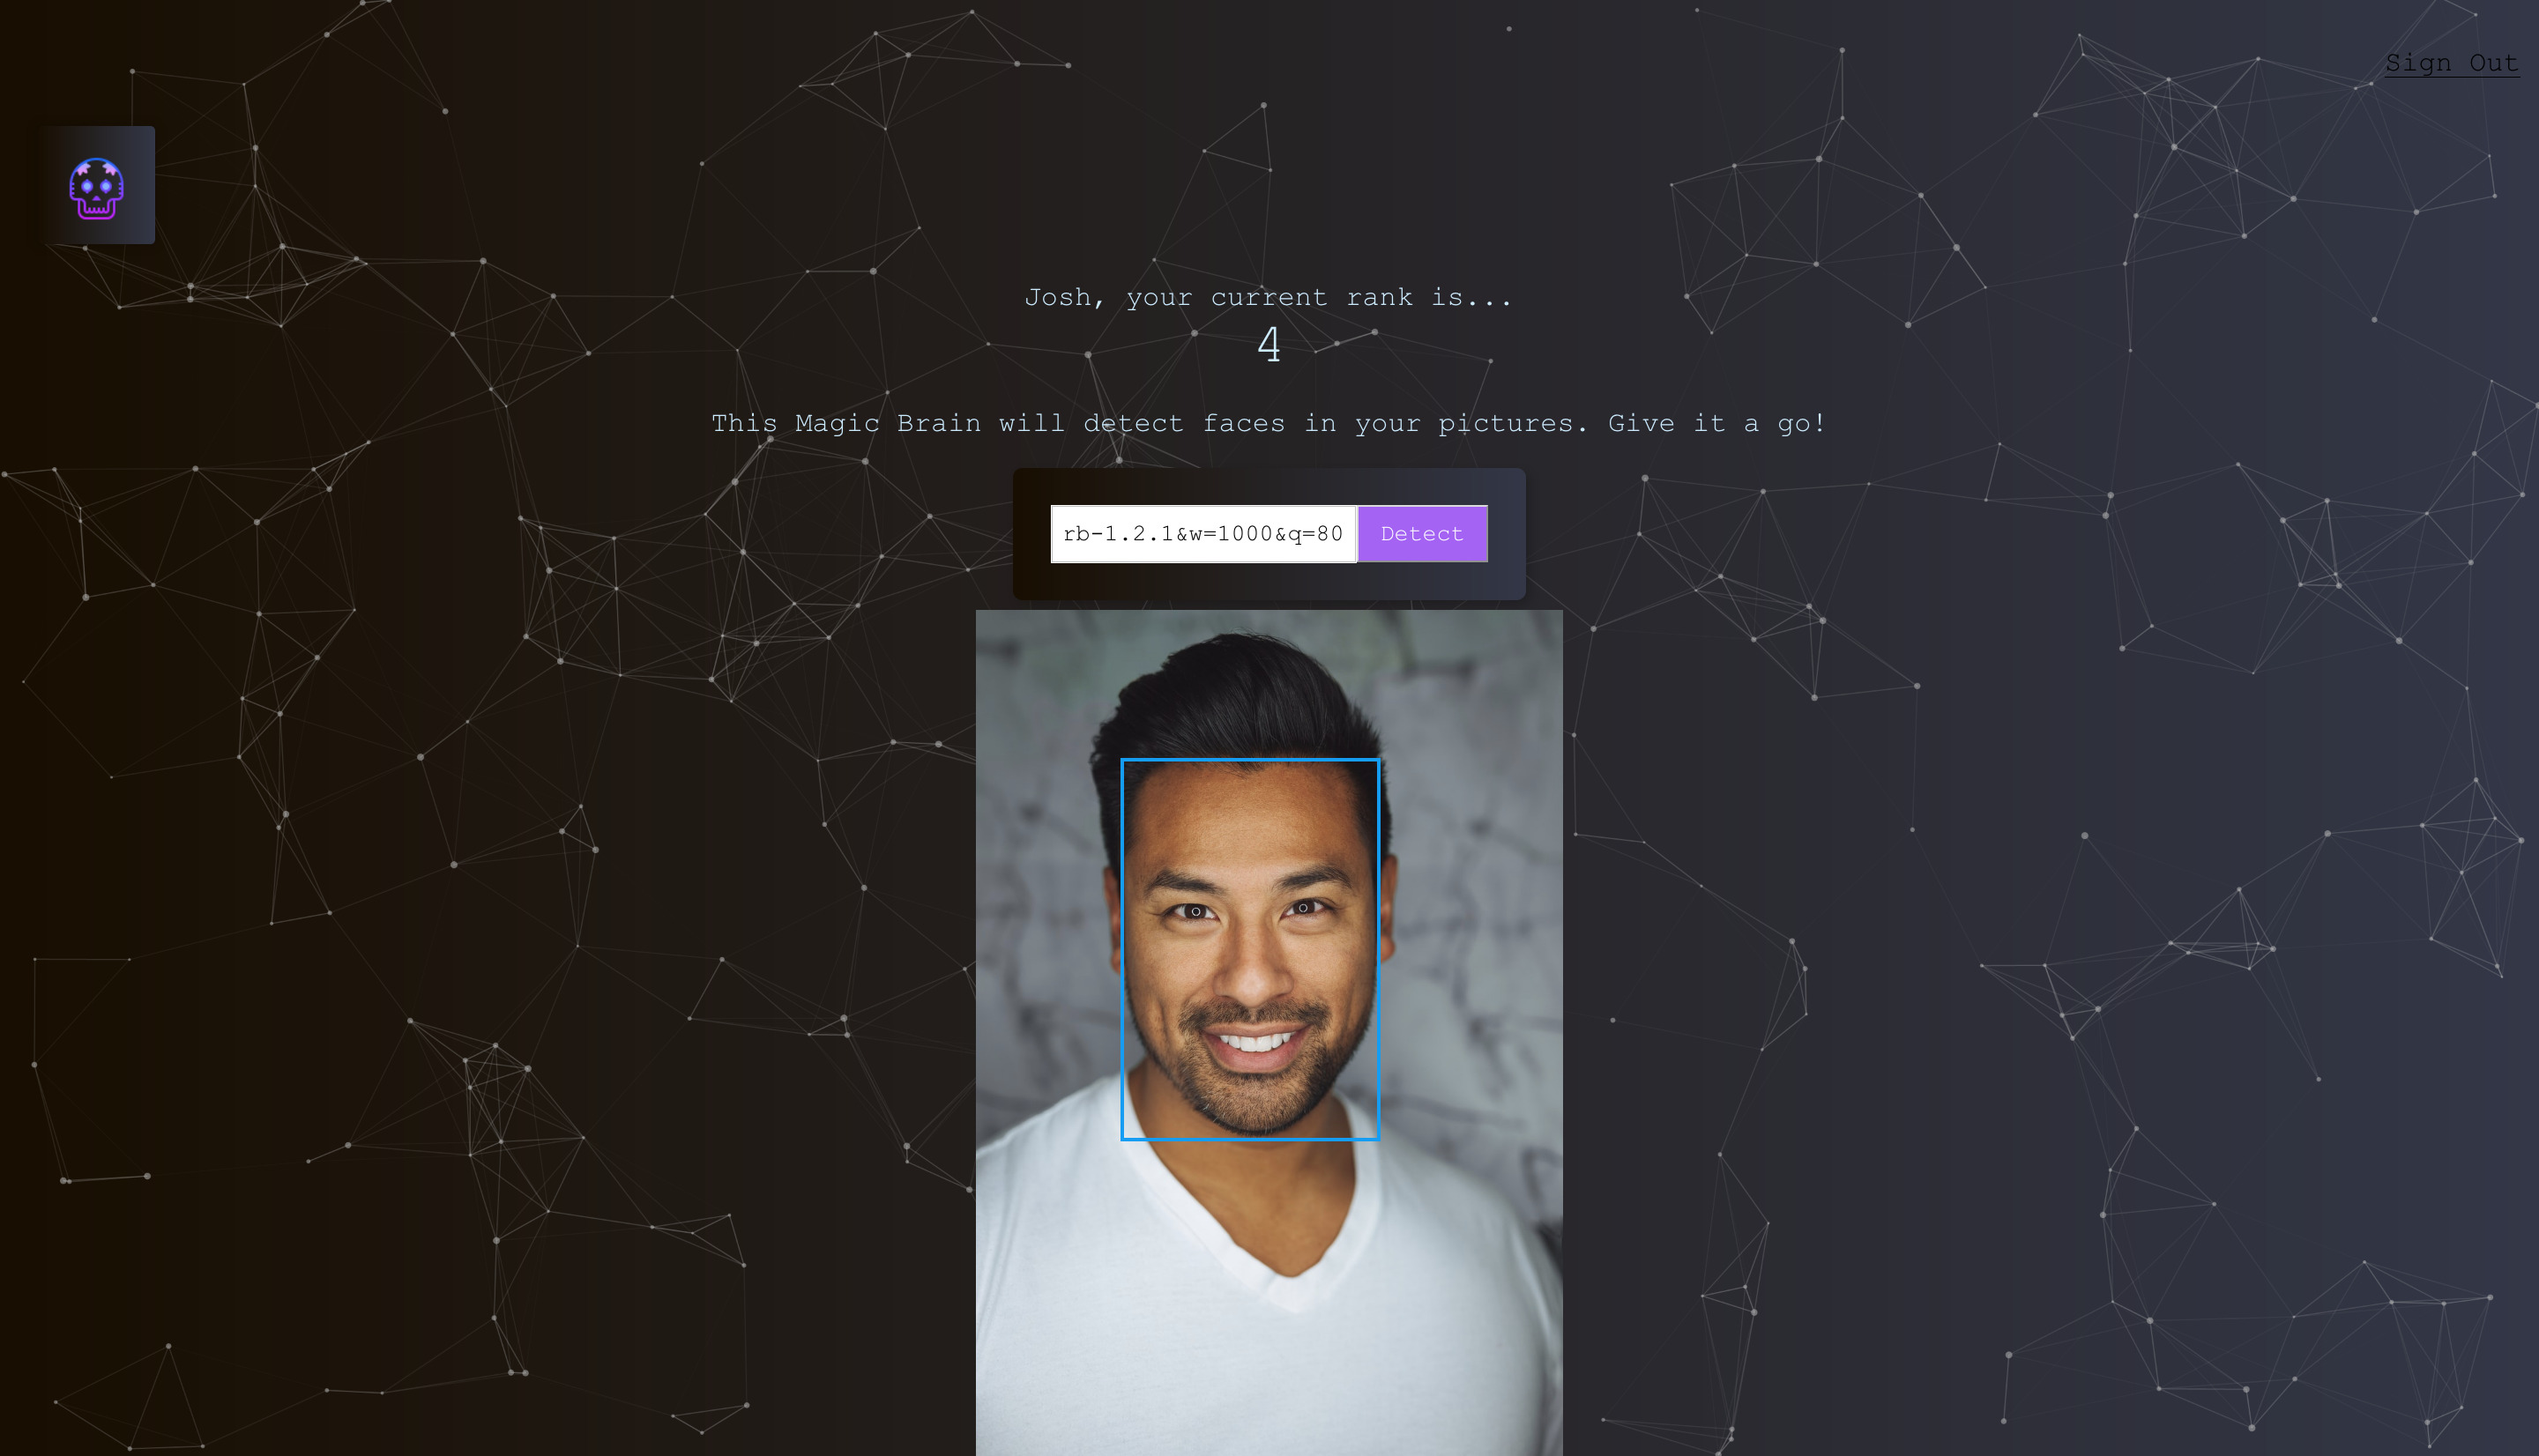 Sign Out
Josh, your current rank is...
4
This Magic Brain will detect faces in your pictures. Give it a go!
rb-1.2.1&w=1000&q=80 Detect